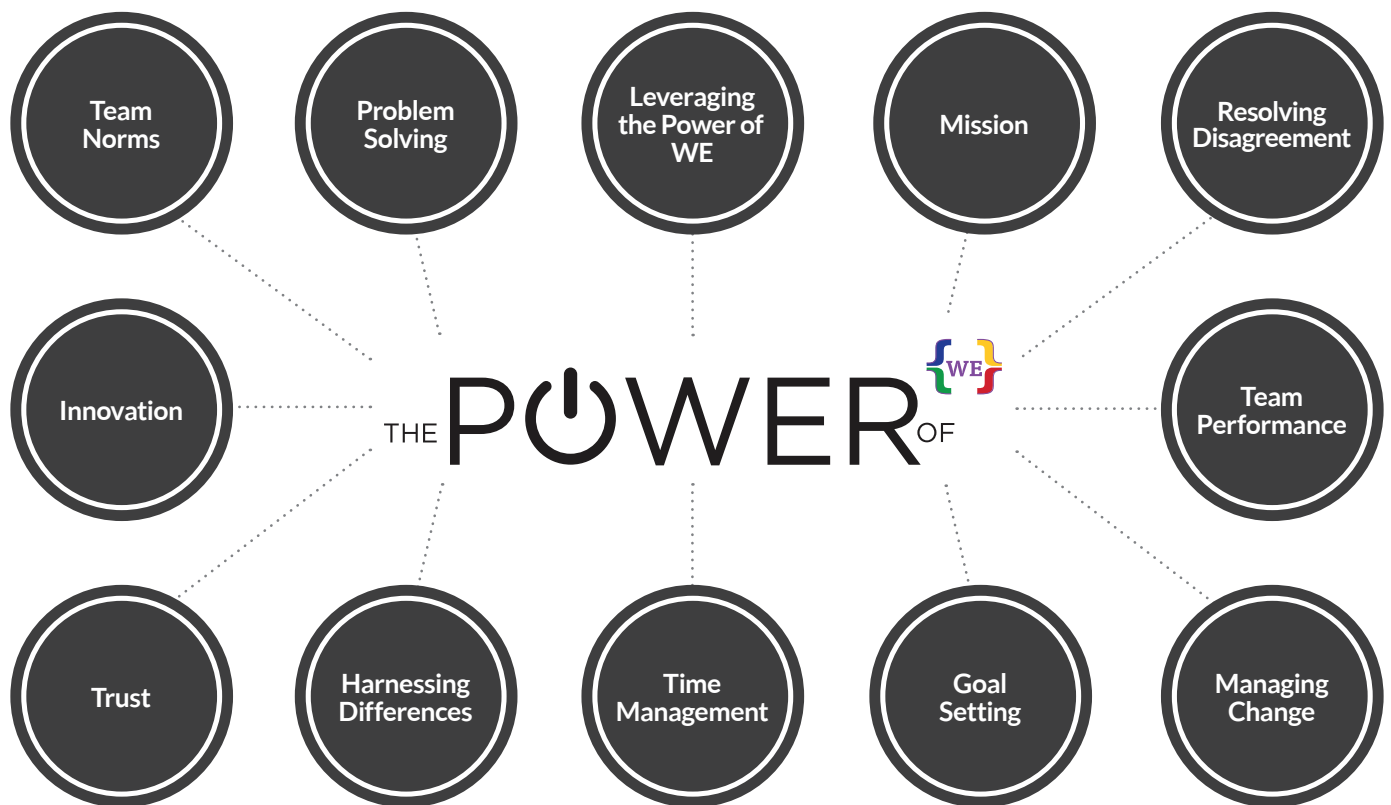 Team
Norms
Problem
Solving
Leveraging
the Power of
WE
Mission
Resolving
Disagreement
Innovation
THE POWER OF {WE}
Team
Performance
Trust
Harnessing
Differences
Time
Management
Goal
Setting
Managing
Change